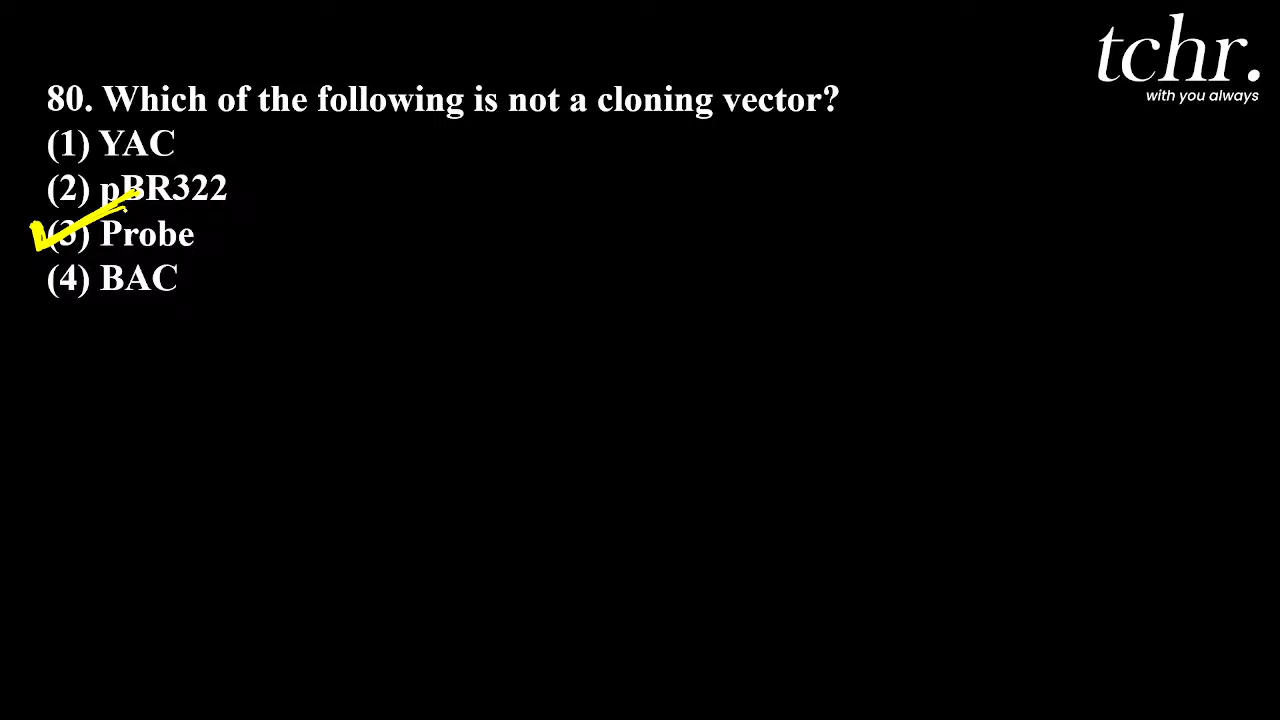 tchr.
with you always
80. Which of the following is not a cloning vector?
(1) YAC
(2) pBR322
(3) Probe
(4) BAC